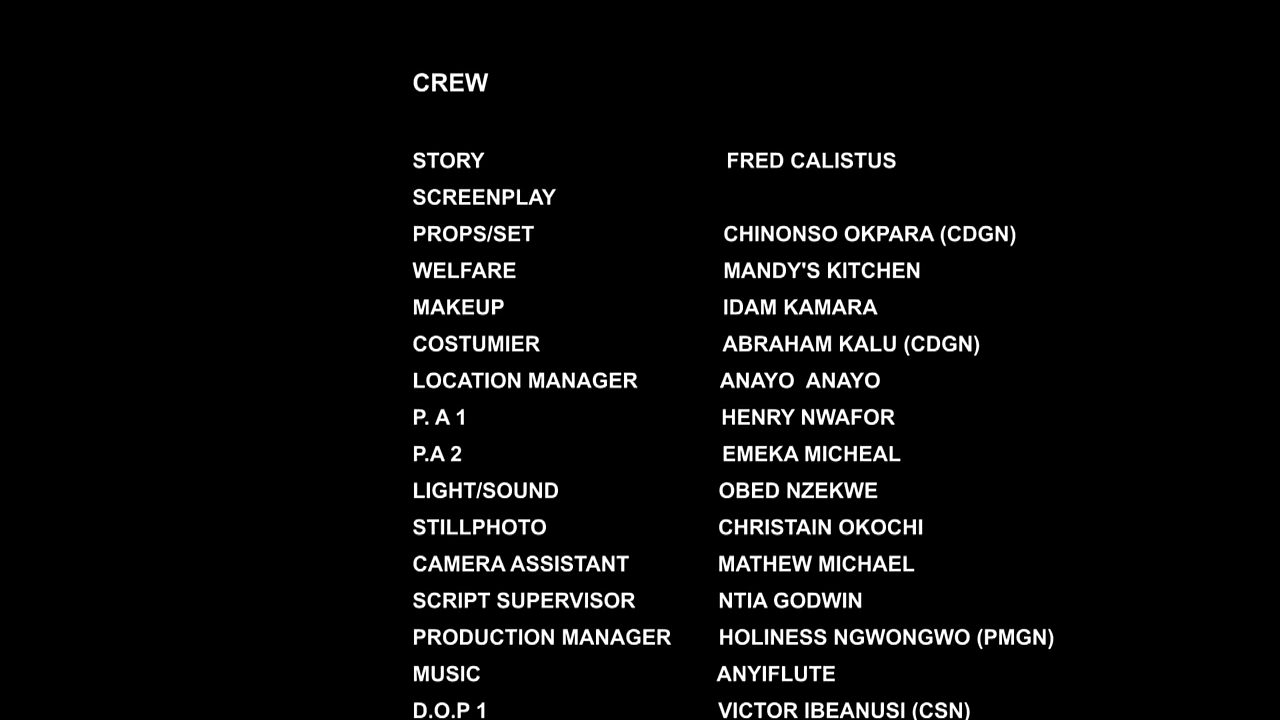 CREW
STORY FRED CALISTUS
SCREENPLAY
PROPS/SET CHINONSO OKPARA (CDGN)
WELFARE MANDY'S KITCHEN
MAKEUP IDAM KAMARA
COSTUMIER ABRAHAM KALU (CDGN)
LOCATION MANAGER ANAYO ANAYO
P. A 1 HENRY NWAFOR
P.A 2 EMEKA MICHEAL
LIGHT/SOUND OBED NZEKWE
STILLPHOTO CHRISTAIN OKOCHI
CAMERA ASSISTANT MATHEW MICHAEL
SCRIPT SUPERVISOR NTIA GODWIN
PRODUCTION MANAGER HOLINESS NGWONGWO (PMGN)
MUSIC ANYIFLUTE
D.O.P 1 VICTOR IBEANUSI (CSN)